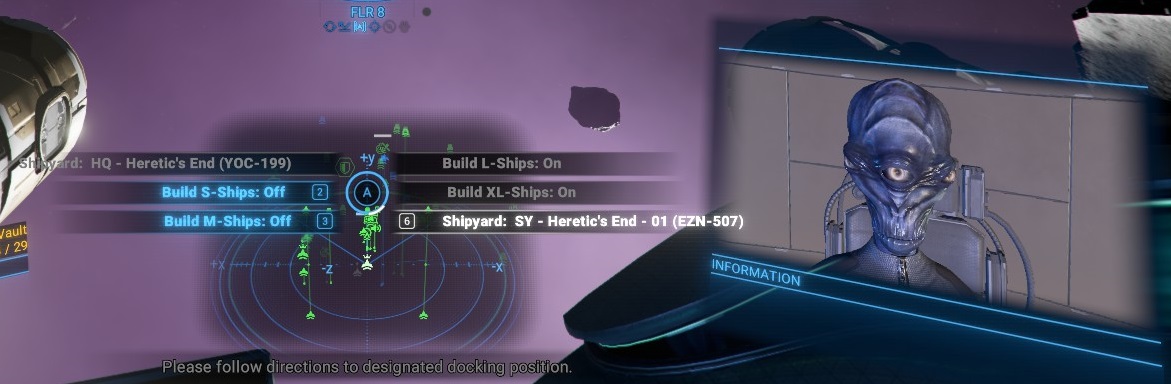 FLR 8
Shipyard: HQ - Heretic's End (YOC-199)
Build L-Ships: On
Build S-Ships: Off
2
A
Build XL-Ships: On
Build M-Ships: Off
3
6
Shipyard: SY - Heretic's End - 01 (EZN-507)
+y
+x
-z
-x
Vault
/ 29
INFORMATION
Please follow directions to designated docking position.